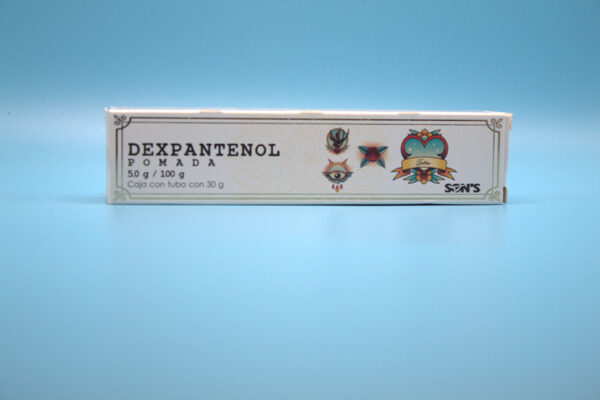 DEXPANTENOL
POMADA
5.0 g / 100 g
Caja con tubo con 30 g
SON'S